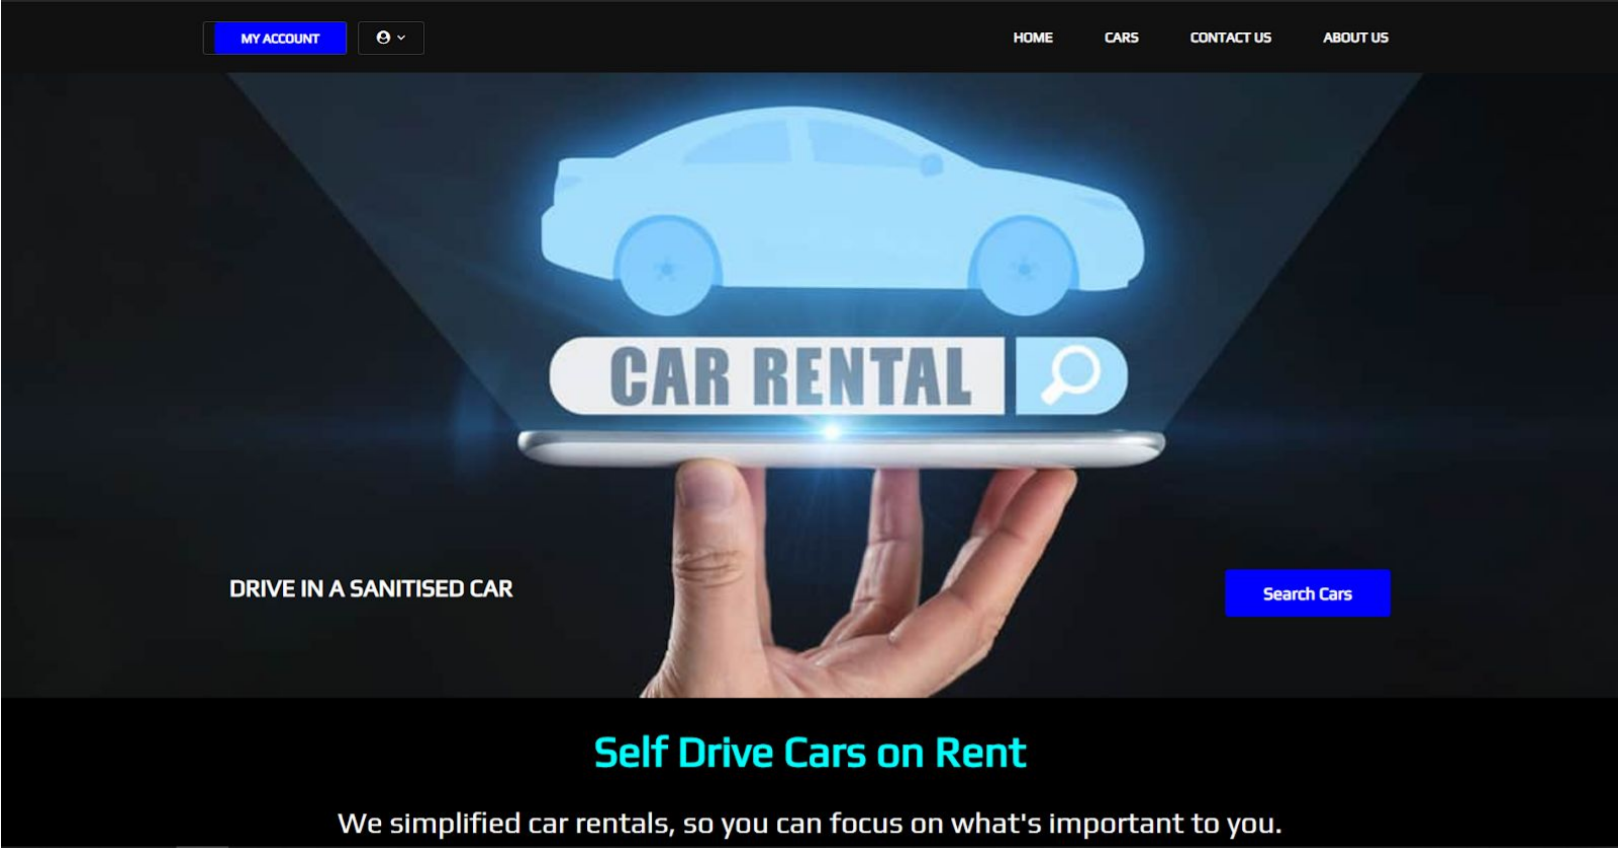 MY ACCOUNT
HOME
CARS
CONTACT US
ABOUT US
CAR RENTAL
DRIVE IN A SANITISED CAR
Search Cars
Self Drive Cars on Rent
We simplified car rentals, so you can focus on what's important to you.